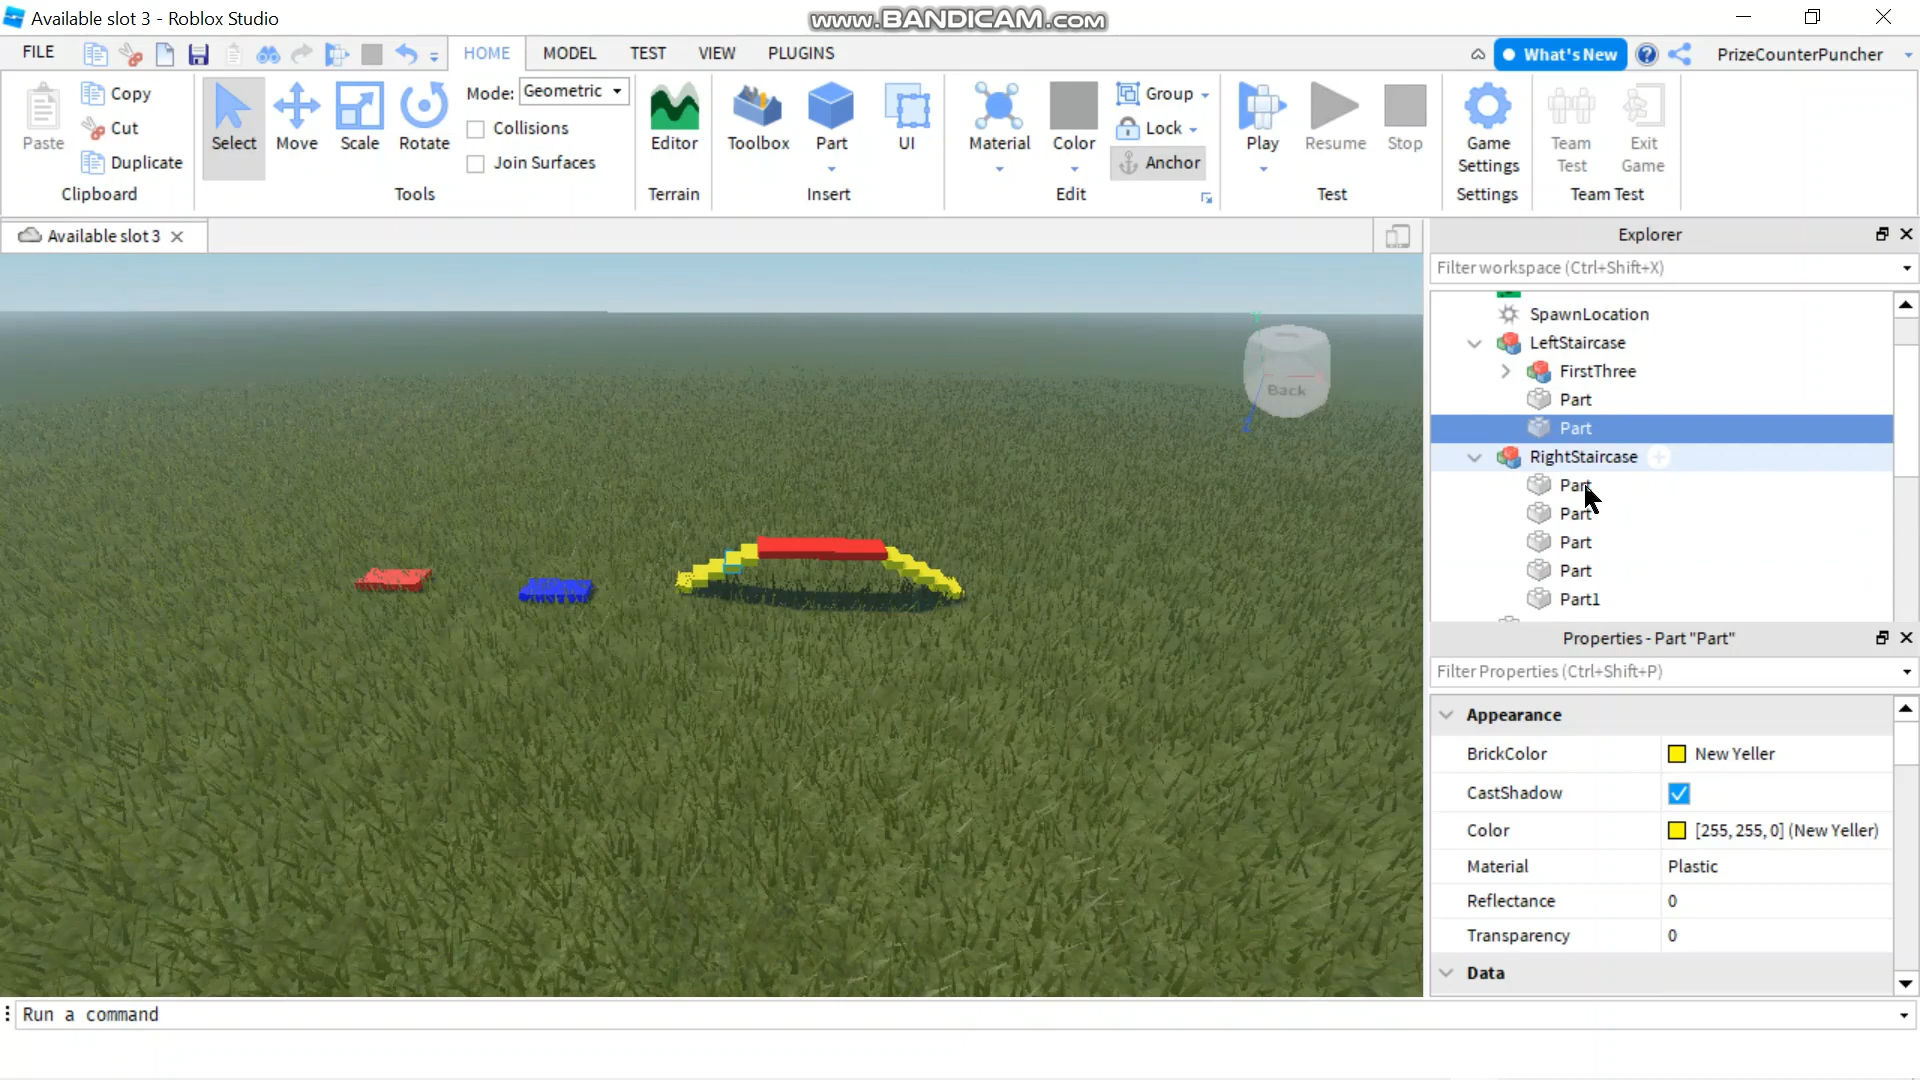 Available slot 3 - Roblox Studio
www.BANDICAM.com
FILE
HOME
MODEL
TEST
VIEW
PLUGINS
What's New
PrizeCounterPuncher
Paste
Copy
Cut
Duplicate
Clipboard
Select
Move
Scale
Rotate
Mode: Geometric
Collisions
Join Surfaces
Tools
Editor
Terrain
Toolbox
Part
UI
Insert
Material
Color
Group
Lock
Anchor
Edit
Play
Resume
Stop
Test
Game
Settings
Settings
Team
Test
Exit
Game
Team Test
Available slot 3
Back
Explorer
Filter workspace (Ctrl+Shift+X)
SpawnLocation
LeftStaircase
FirstThree
Part
Part
RightStaircase
Part
Part
Part
Part
Part1
Properties - Part "Part"
Filter Properties (Ctrl+Shift+P)
Appearance
BrickColor New Yeller
CastShadow
Color [255, 255, 0] (New Yeller)
Material Plastic
Reflectance 0
Transparency 0
Data
Run a command